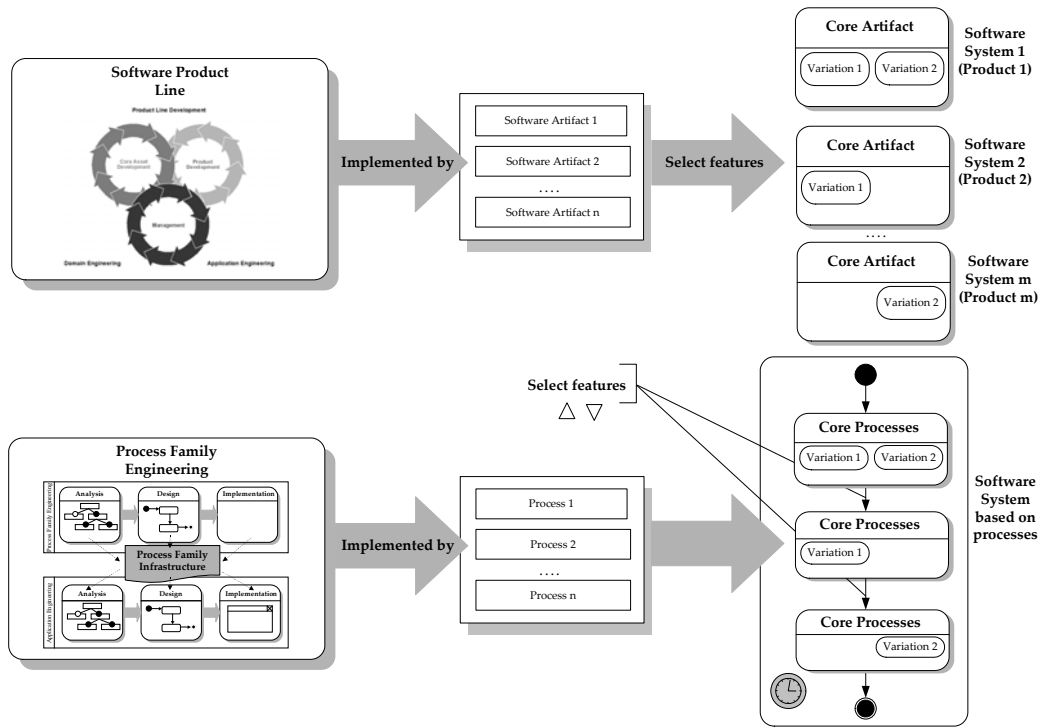 Software Product
Line
Product Line Development
Core Asset
Development
Product
Development
Management
Domain Engineering
Application Engineering
Implemented by
Software Artifact 1
Software Artifact 2
....
Software Artifact n
Select features
Core Artifact
Variation 1
Variation 2
Software
System 1
(Product 1)
Core Artifact
Variation 1
Software
System 2
(Product 2)
....
Core Artifact
Variation 2
Software
System m
(Product m)
Process Family
Engineering
Process Family Engineering
Analysis
Design
Implementation
Process Family
Infrastructure
Application Engineering
Analysis
Design
Implementation
Implemented by
Process 1
Process 2
....
Process n
Select features
Core Processes
Variation 1
Variation 2
Core Processes
Variation 1
Core Processes
Variation 2
Software
System
based on
processes